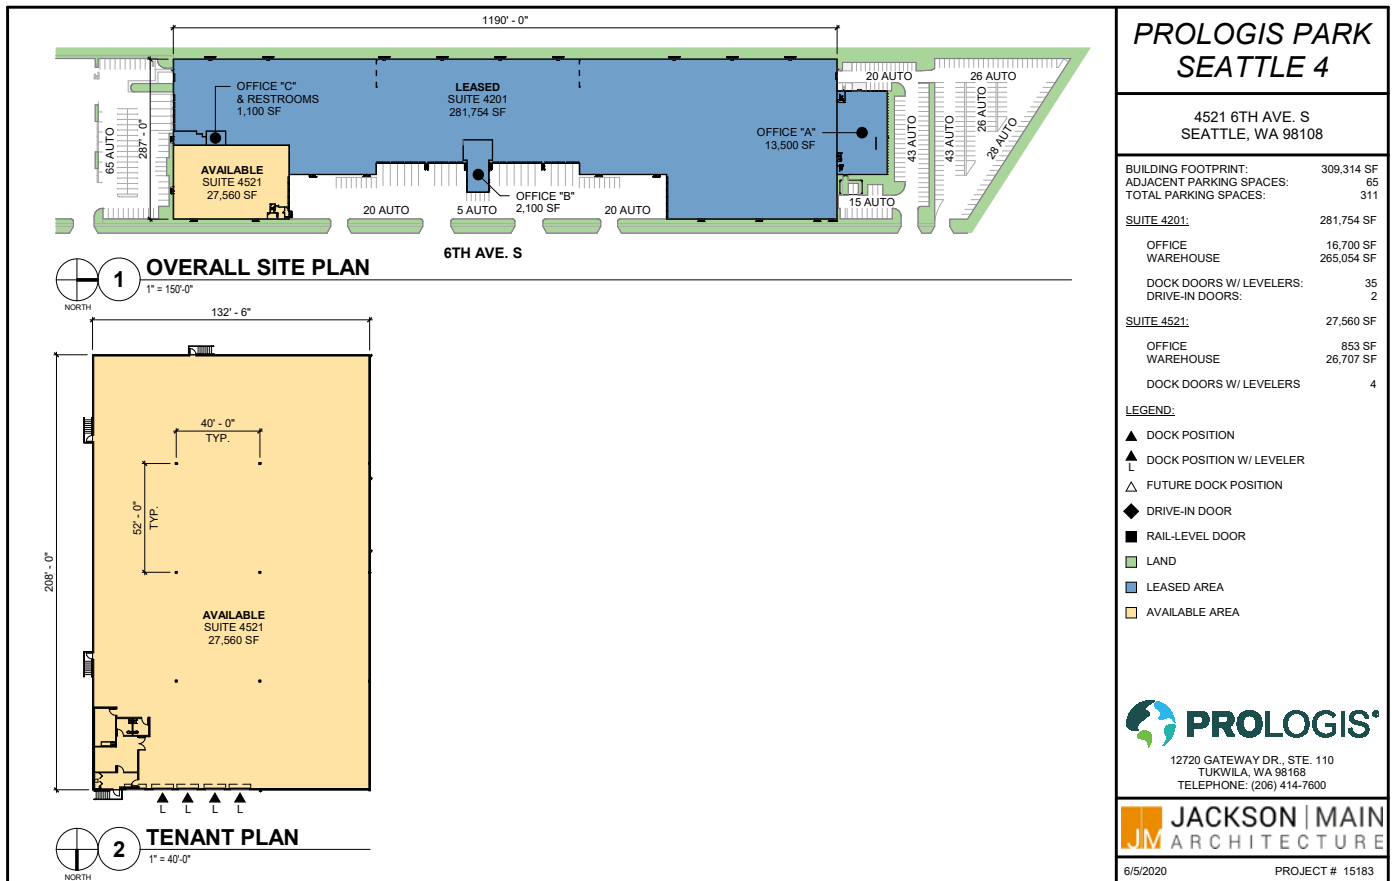 1190' - 0"
287' - 0"
65 AUTO
OFFICE "C"
& RESTROOMS
1,100 SF
LEASED
SUITE 4201
281,754 SF
OFFICE "A"
13,500 SF
AVAILABLE
SUITE 4521
27,560 SF
OFFICE "B"
2,100 SF
20 AUTO
5 AUTO
20 AUTO
20 AUTO
26 AUTO
26 AUTO
28 AUTO
43 AUTO
43 AUTO
15 AUTO
6TH AVE. S
NORTH
1
OVERALL SITE PLAN
1" = 150'-0"
132' - 6"
208' - 0"
40' - 0"
TYP.
52' - 0"
TYP.
AVAILABLE
SUITE 4521
27,560 SF
L L L L
NORTH
2
TENANT PLAN
1" = 40'-0"
PROLOGIS PARK
SEATTLE 4
4521 6TH AVE. S
SEATTLE, WA 98108
BUILDING FOOTPRINT: 309,314 SF
ADJACENT PARKING SPACES: 65
TOTAL PARKING SPACES: 311
SUITE 4201: 281,754 SF
OFFICE 16,700 SF
WAREHOUSE 265,054 SF
DOCK DOORS W/ LEVELERS: 35
DRIVE-IN DOORS: 2
SUITE 4521: 27,560 SF
OFFICE 853 SF
WAREHOUSE 26,707 SF
DOCK DOORS W/ LEVELERS 4
LEGEND:
DOCK POSITION
L DOCK POSITION W/ LEVELER
FUTURE DOCK POSITION
DRIVE-IN DOOR
RAIL-LEVEL DOOR
LAND
LEASED AREA
AVAILABLE AREA
PROLOGIS®
12720 GATEWAY DR., STE. 110
TUKWILA, WA 98168
TELEPHONE: (206) 414-7600
JM
JACKSON | MAIN
ARCHITECTURE
6/5/2020 PROJECT # 15183